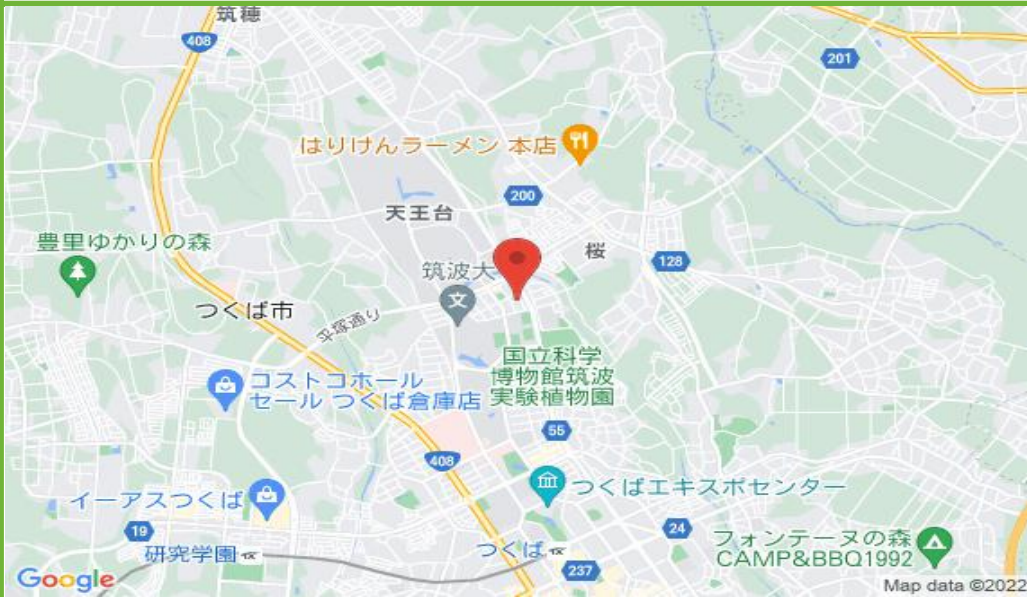 筑穂
408
201
はりけんラーメン 本店
200
天王台
桜
豊里ゆかりの森
128
筑波大
文
つくば市
平塚通り
国立科学
博物館筑波
実験植物園
コストコホール
セール つくば倉庫店
55
408
つくばエキスポセンター
イーアスつくば
19
24
研究学園
つくば
フォンテーヌの森
CAMP&BBQ1992
237
Google
Map data ©2022